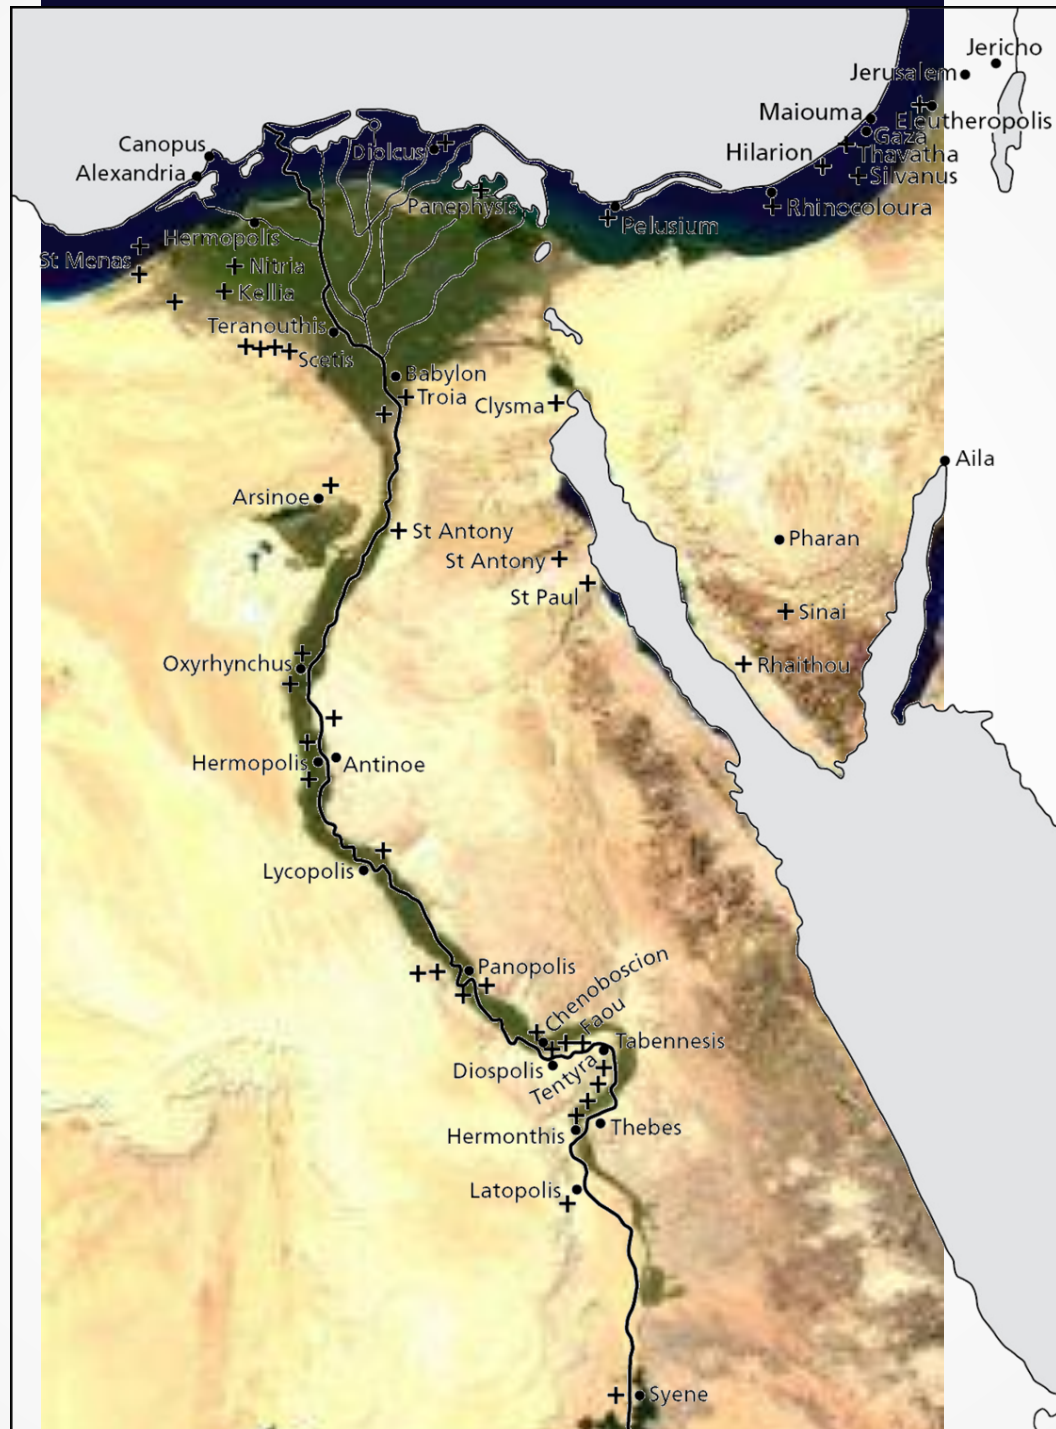 Jericho
Jerusalem
Maiouma
Eleutheropolis
Gaza
Canopus
Diolcus
Hilarion
Thavatha
Alexandria
Silvanus
Panephysis
Rhinocoloura
Pelusium
Hermopolis
St Menas
Nitria
Kellia
Teranouthis
Scetis
Babylon
Troia
Clysma
Aila
Arsinoe
St Antony
Pharan
St Antony
St Paul
Sinai
Oxyrhynchus
Rhaithou
Hermopolis
Antinoe
Lycopolis
Panopolis
Chenoboscion
Faou
Tabennesis
Diospolis
Tentyra
Thebes
Hermonthis
Latopolis
Syene